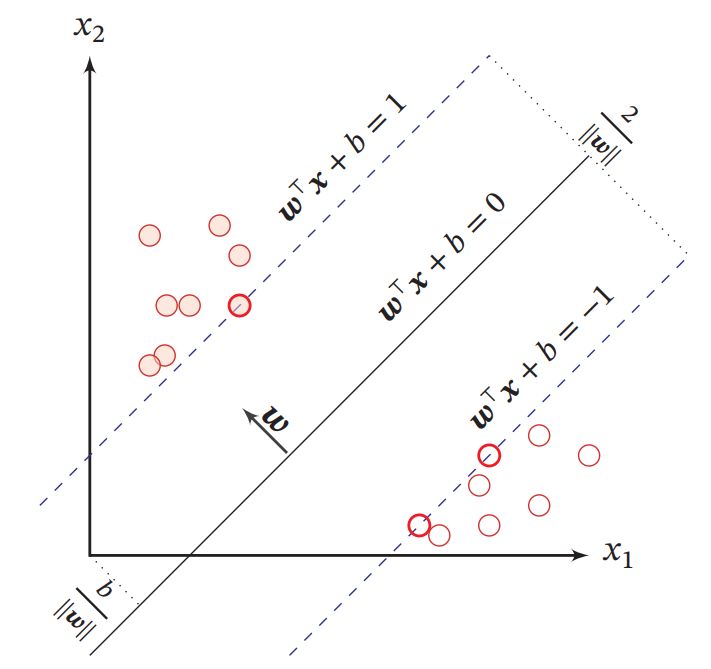 x₂
wᵀx + b = 1
2
‖w‖
wᵀx + b = 0
wᵀx + b = −1
w
x₁
b
‖w‖